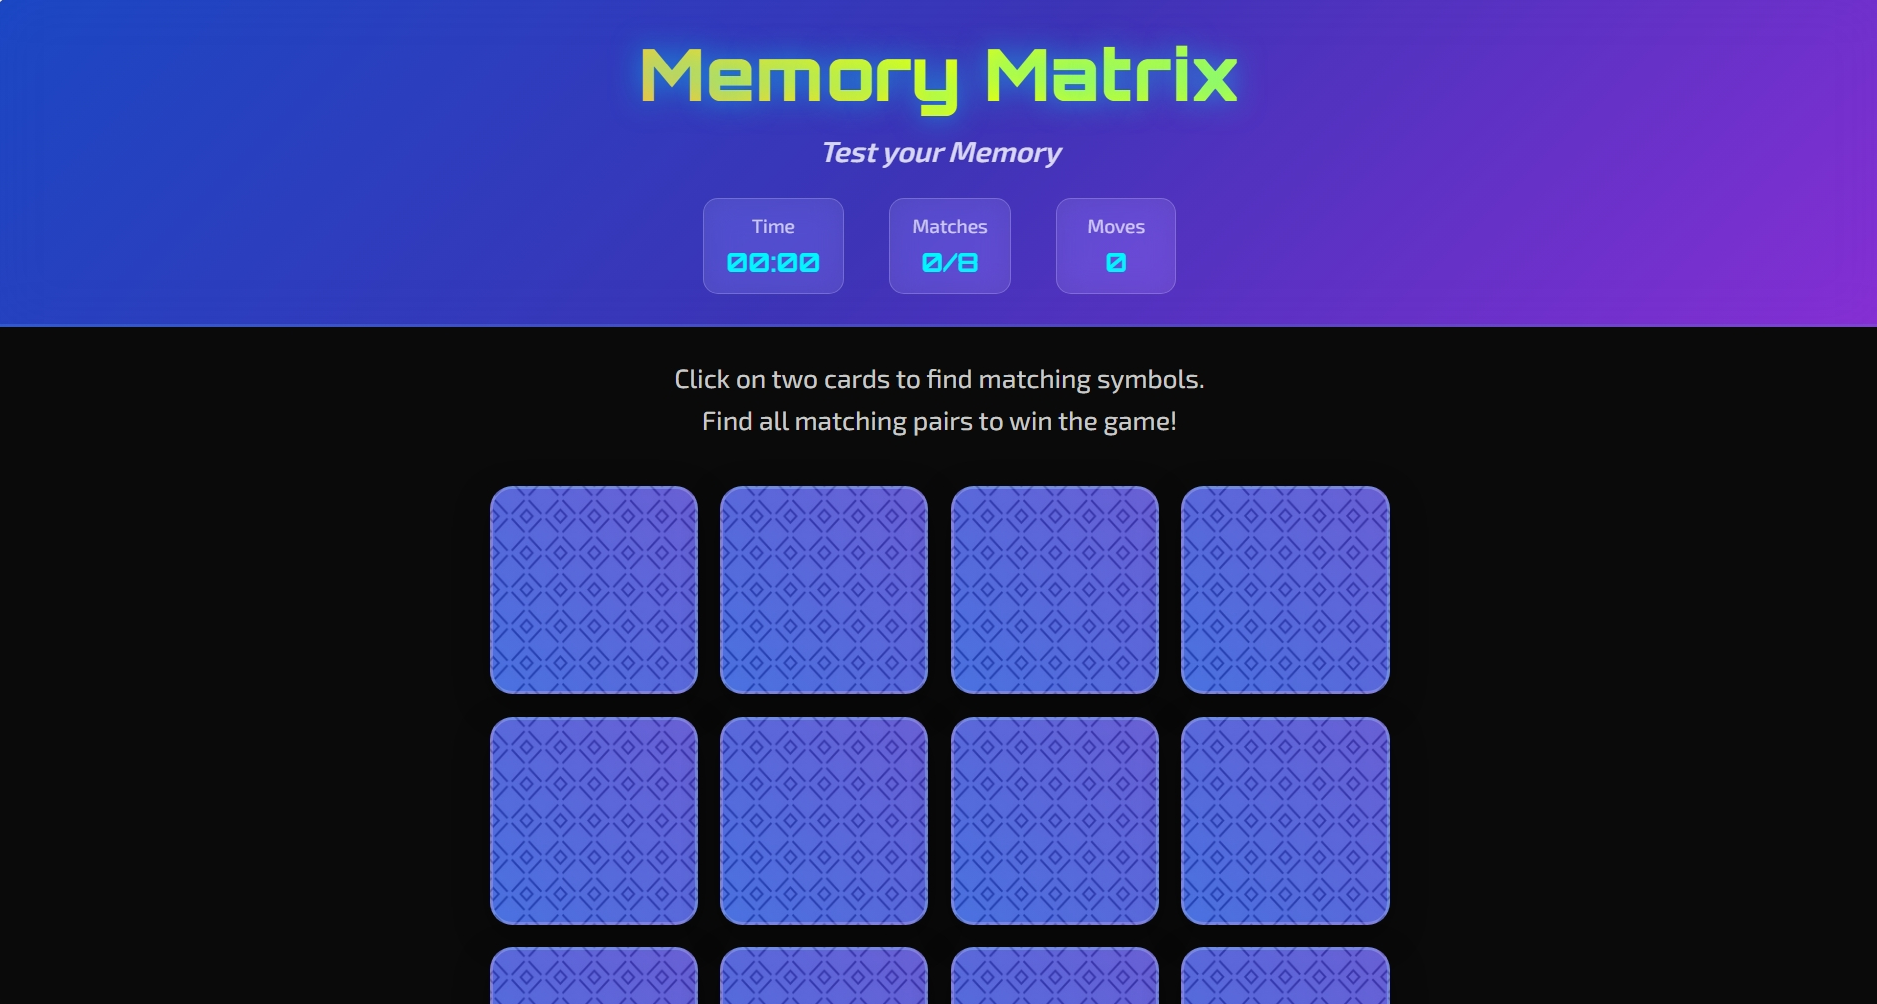 Memory Matrix
Test your Memory
Time
00:00
Matches
0/8
Moves
0
Click on two cards to find matching symbols.
Find all matching pairs to win the game!